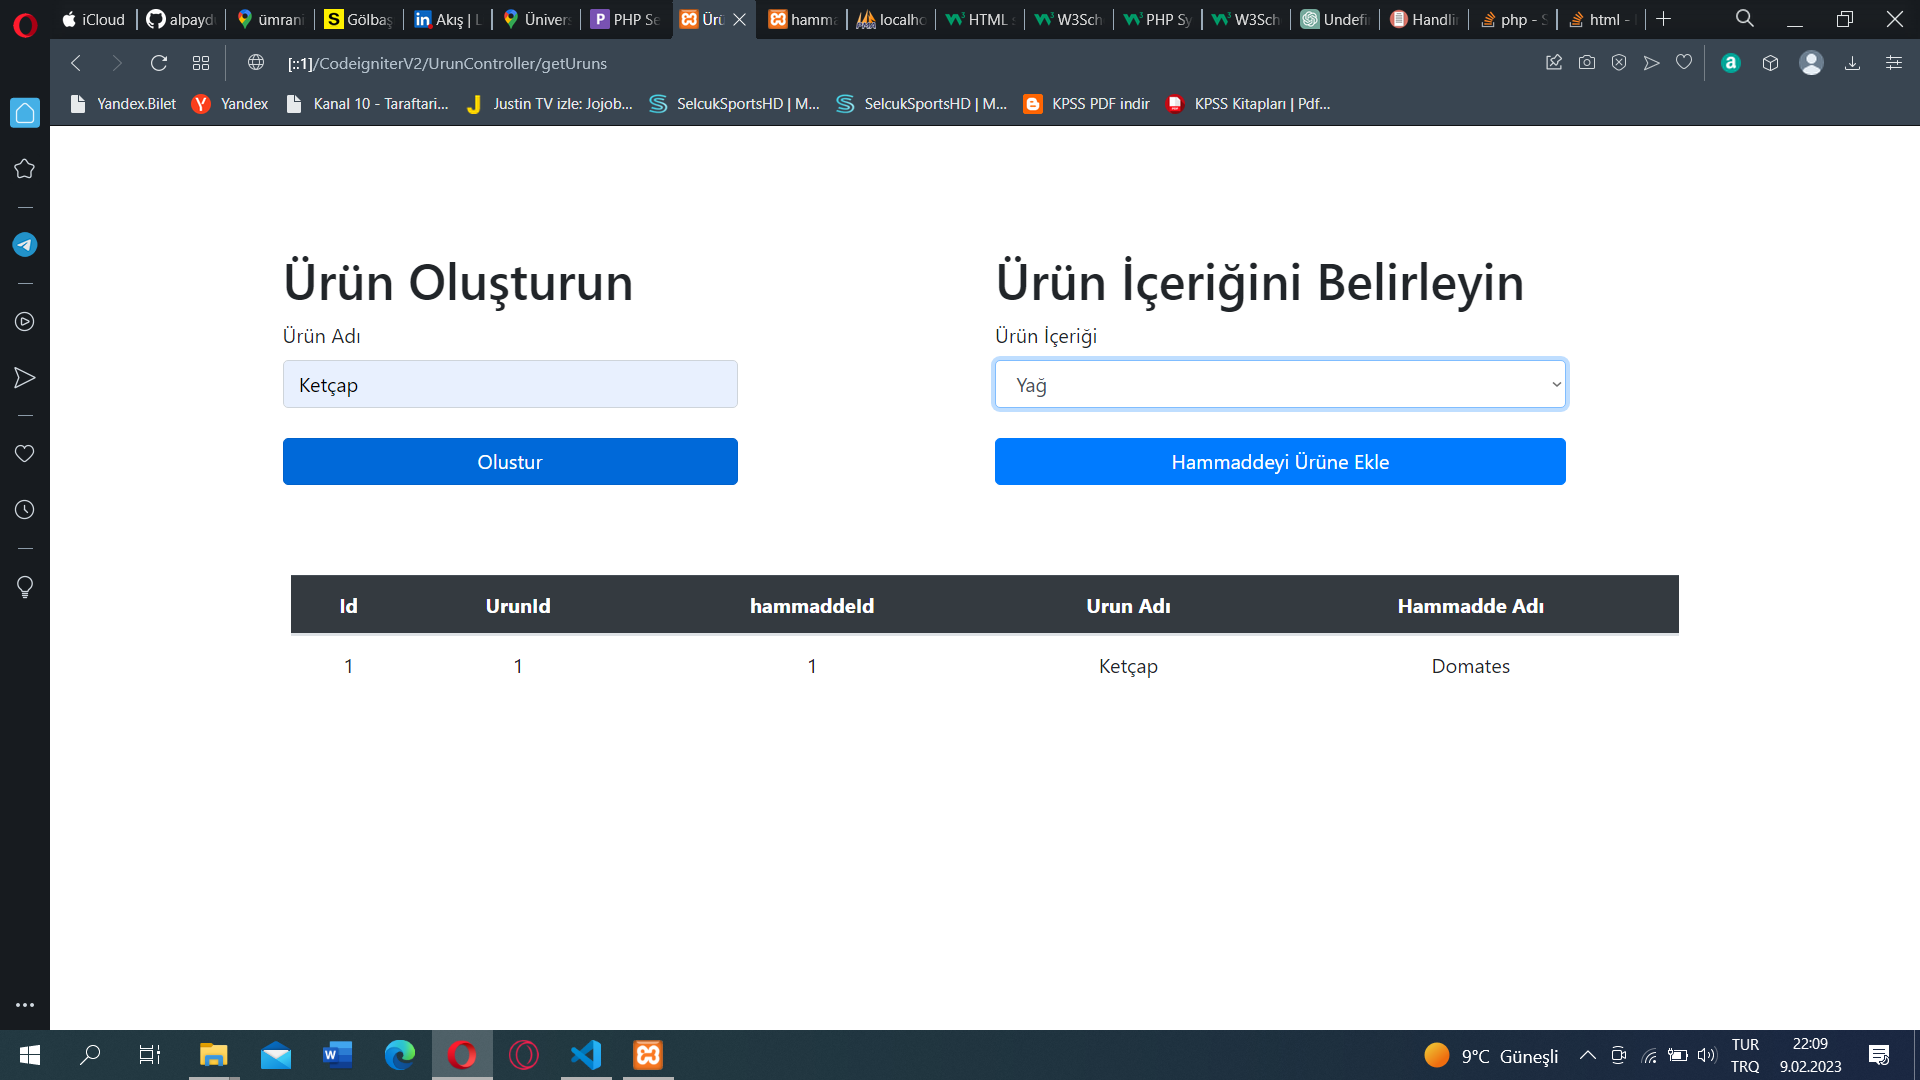 iCloud
alpayd
ümrani
Gölbaş
Akış | L
Üniver
PHP Se
Ürü
hamma
localho
HTML
W3Sch
PHP Sy
W3Sch
Undefi
Handlin
php - S
html -
[::1]/CodeigniterV2/UrunController/getUruns
Yandex.Bilet
Yandex
Kanal 10 - Taraftari...
Justin TV izle: Jojob...
SelcukSportsHD | M...
SelcukSportsHD | M...
KPSS PDF indir
KPSS Kitapları | Pdf...
Ürün Oluşturun
Ürün Adı
Ketçap
Olustur
Ürün İçeriğini Belirleyin
Ürün İçeriği
Yağ
Hammaddeyi Ürüne Ekle
Id UrunId hammaddeId Urun Adı Hammadde Adı
1 1 1 Ketçap Domates
9°C Güneşli
TUR
TRQ
22:09
9.02.2023